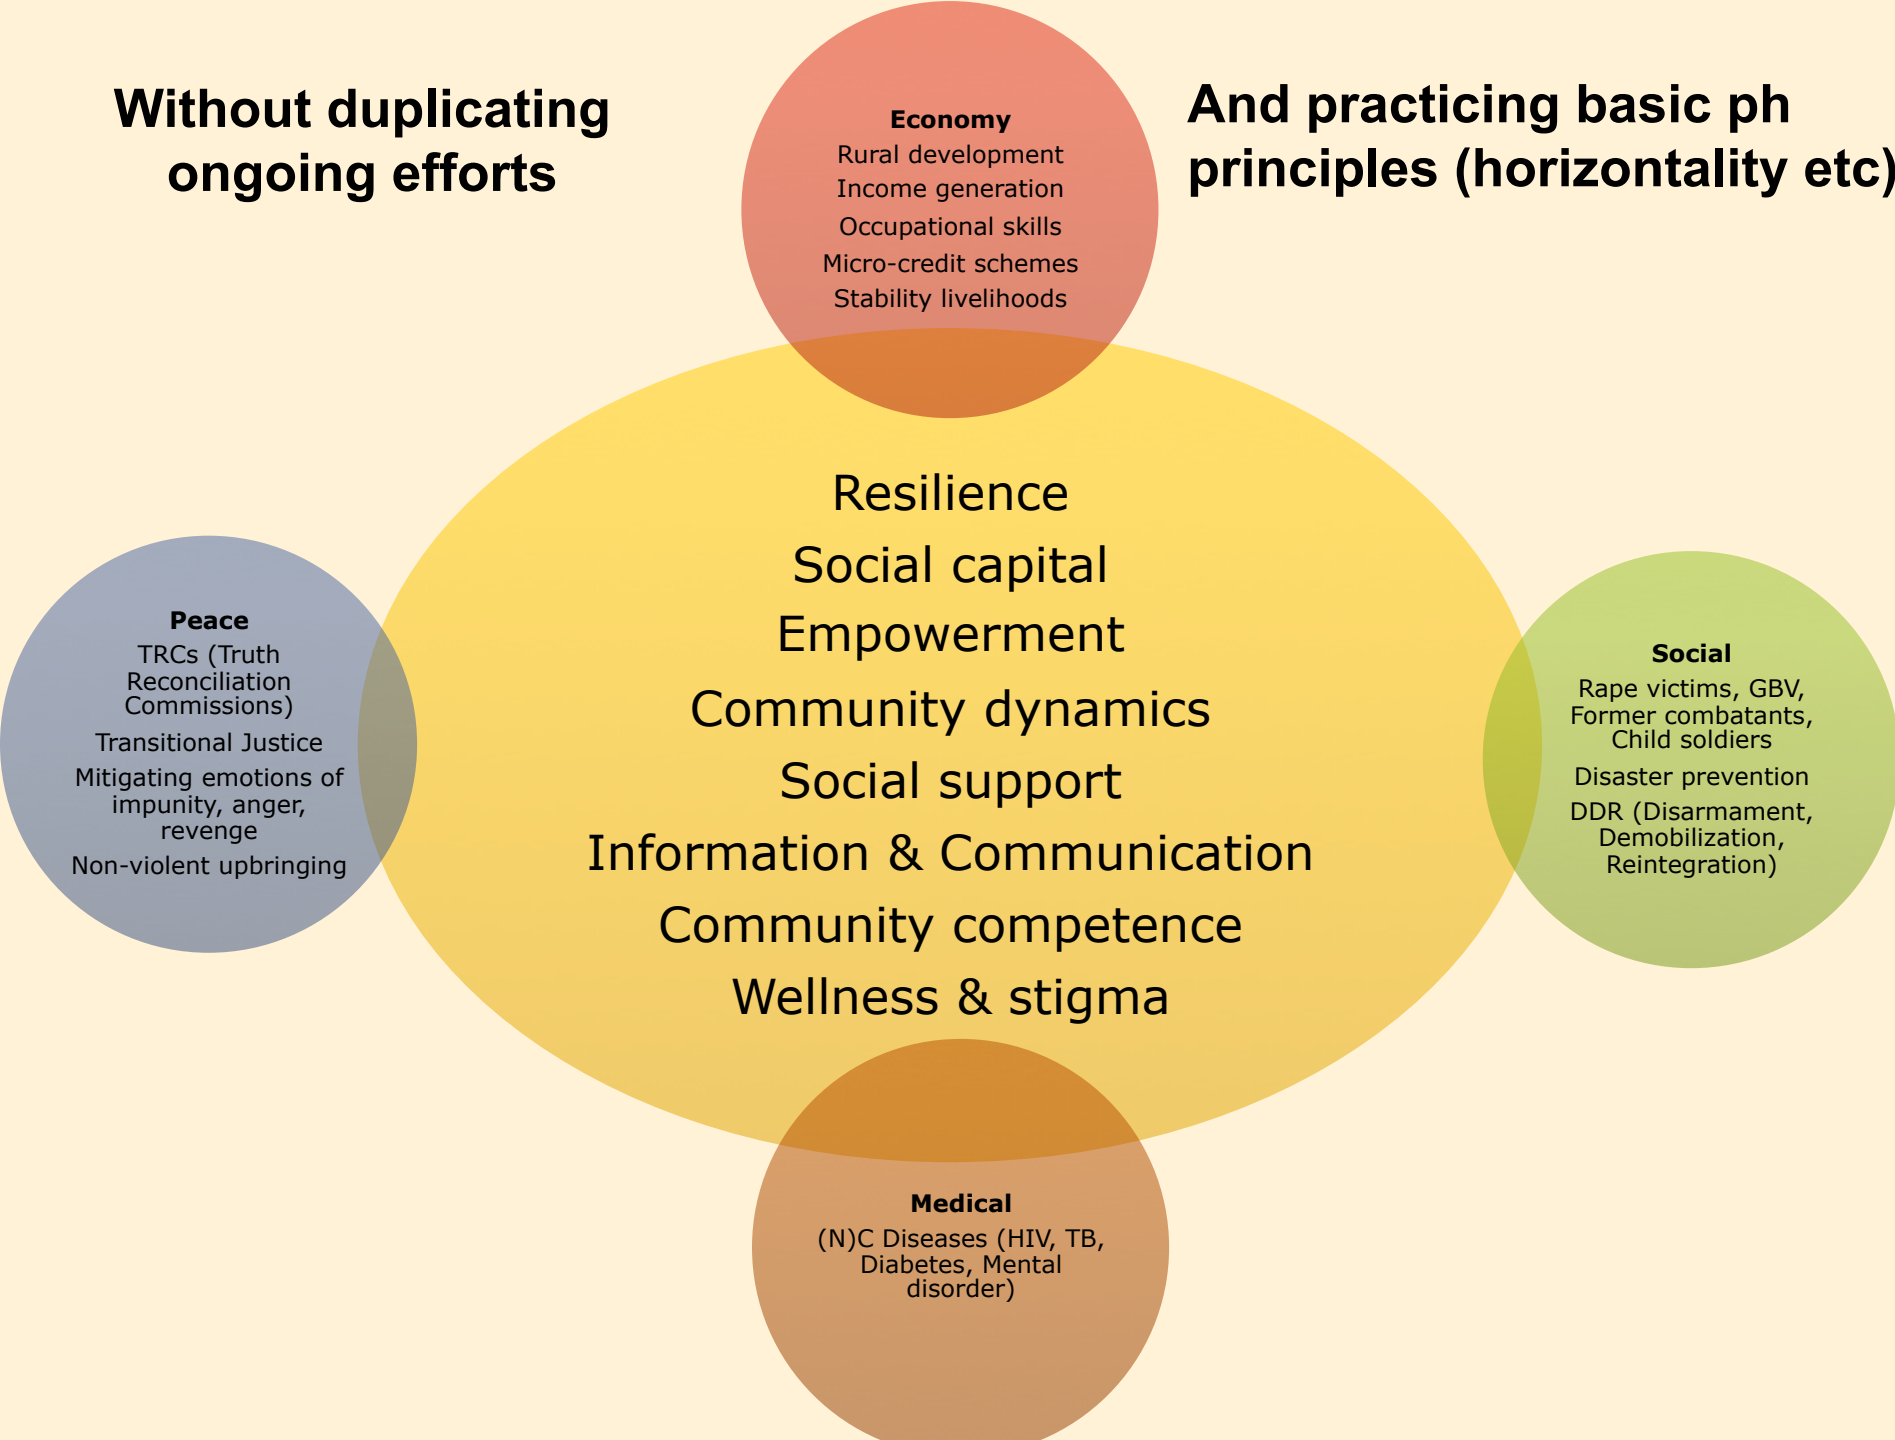 Without duplicating
ongoing efforts
And practicing basic ph
principles (horizontality etc)
Economy
Rural development
Income generation
Occupational skills
Micro-credit schemes
Stability livelihoods
Resilience
Social capital
Empowerment
Community dynamics
Social support
Information & Communication
Community competence
Wellness & stigma
Peace
TRCs (Truth
Reconciliation
Commissions)
Transitional Justice
Mitigating emotions of
impunity, anger,
revenge
Non-violent upbringing
Social
Rape victims, GBV,
Former combatants,
Child soldiers
Disaster prevention
DDR (Disarmament,
Demobilization,
Reintegration)
Medical
(N)C Diseases (HIV, TB,
Diabetes, Mental
disorder)